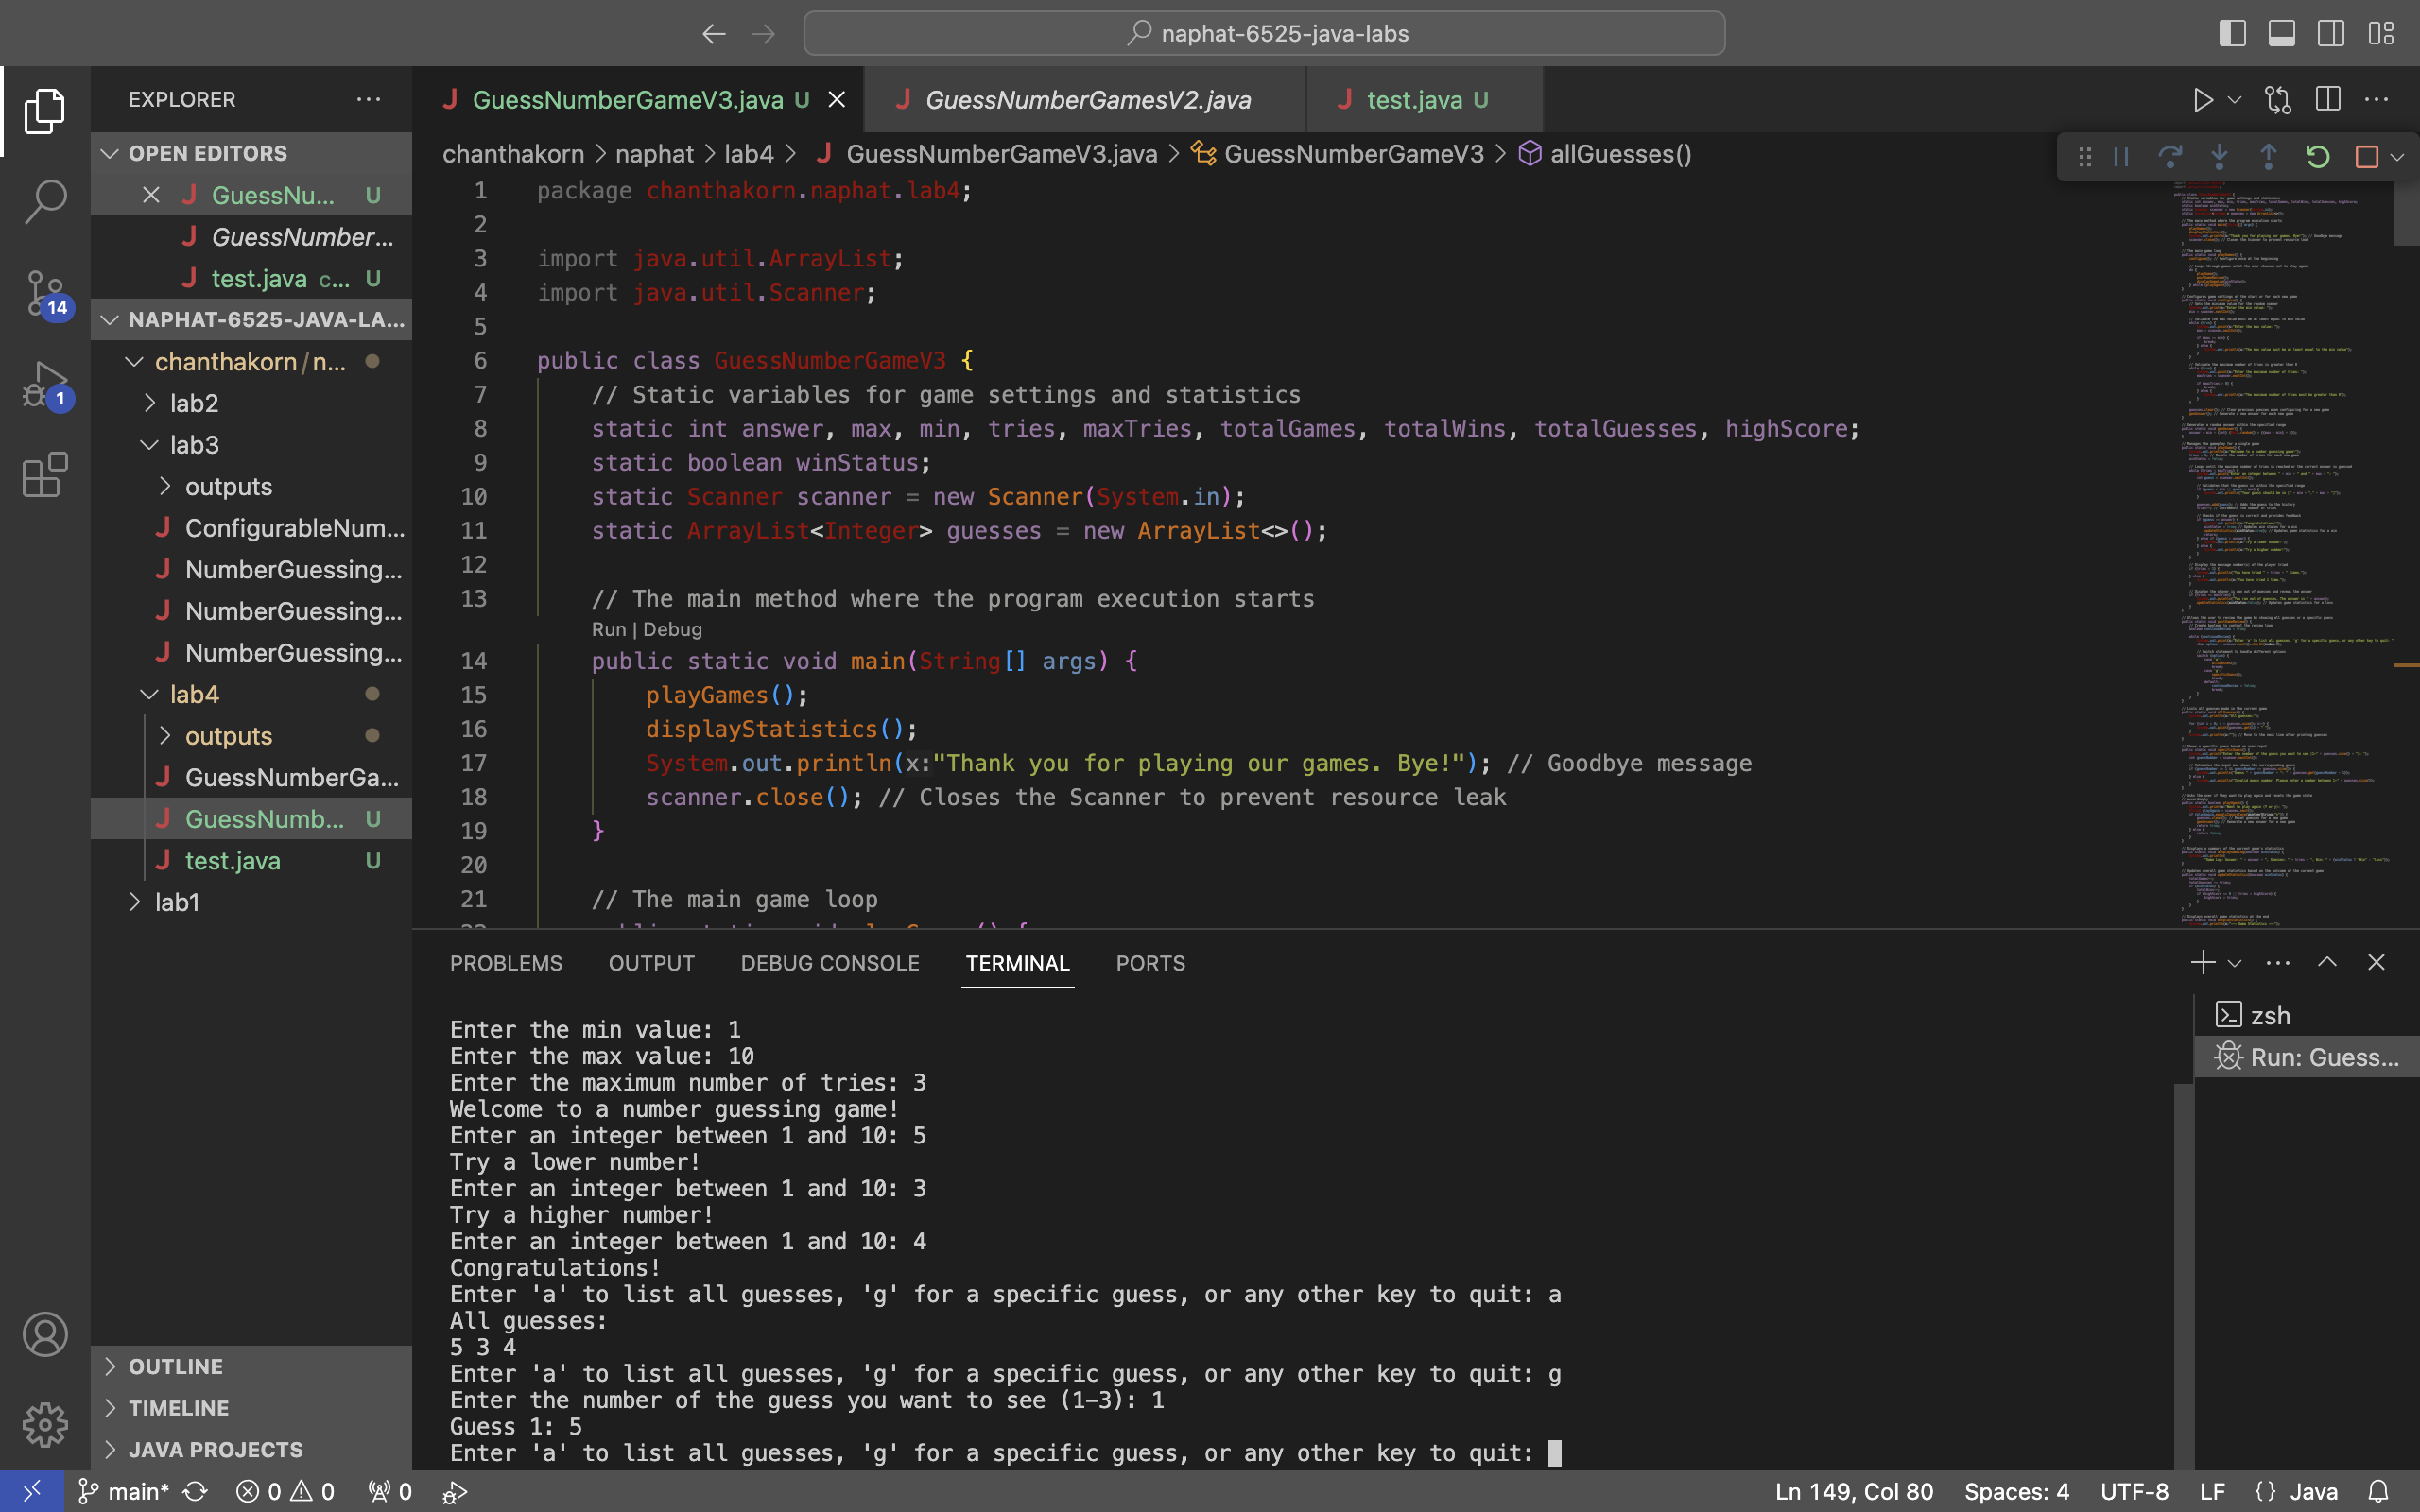 naphat-6525-java-labs
EXPLORER
OPEN EDITORS
GuessNu... U
GuessNumber...
test.java c... U
NAPHAT-6525-JAVA-LA...
chanthakorn/n...
lab2
lab3
outputs
ConfigurableNum...
NumberGuessing...
NumberGuessing...
NumberGuessing...
lab4
outputs
GuessNumberGa...
GuessNumb... U
test.java U
lab1
OUTLINE
TIMELINE
JAVA PROJECTS
14
1
GuessNumberGameV3.java U
GuessNumberGamesV2.java
test.java U
chanthakorn > naphat > lab4 > J GuessNumberGameV3.java > GuessNumberGameV3 > allGuesses()
1 package chanthakorn.naphat.lab4;
2
3 import java.util.ArrayList;
4 import java.util.Scanner;
5
6 public class GuessNumberGameV3 {
7 // Static variables for game settings and statistics
8 static int answer, max, min, tries, maxTries, totalGames, totalWins, totalGuesses, highScore;
9 static boolean winStatus;
10 static Scanner scanner = new Scanner(System.in);
11 static ArrayList<Integer> guesses = new ArrayList<>();
12
13 // The main method where the program execution starts
Run | Debug
14 public static void main(String[] args) {
15 playGames();
16 displayStatistics();
17 System.out.println(x:"Thank you for playing our games. Bye!"); // Goodbye message
18 scanner.close(); // Closes the Scanner to prevent resource leak
19 }
20
21 // The main game loop
PROBLEMS OUTPUT DEBUG CONSOLE TERMINAL PORTS
Enter the min value: 1
Enter the max value: 10
Enter the maximum number of tries: 3
Welcome to a number guessing game!
Enter an integer between 1 and 10: 5
Try a lower number!
Enter an integer between 1 and 10: 3
Try a higher number!
Enter an integer between 1 and 10: 4
Congratulations!
Enter 'a' to list all guesses, 'g' for a specific guess, or any other key to quit: a
All guesses:
5 3 4
Enter 'a' to list all guesses, 'g' for a specific guess, or any other key to quit: g
Enter the number of the guess you want to see (1-3): 1
Guess 1: 5
Enter 'a' to list all guesses, 'g' for a specific guess, or any other key to quit:
zsh
Run: Guess...
main* 0 0 0
Ln 149, Col 80 Spaces: 4 UTF-8 LF {} Java